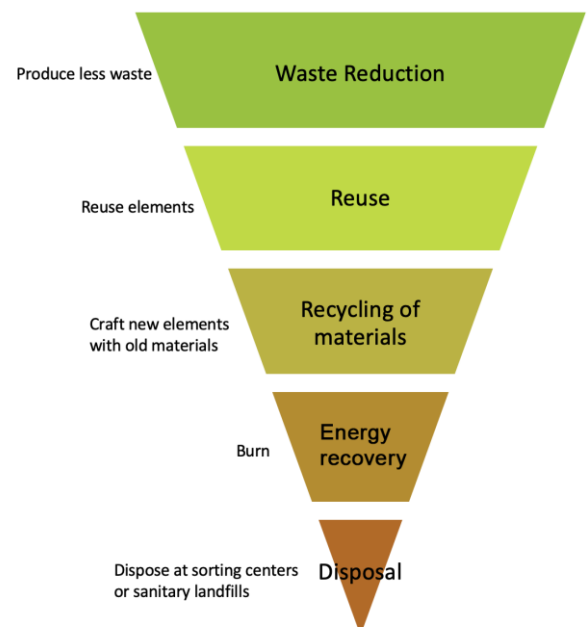 Produce less waste
Waste Reduction
Reuse elements
Reuse
Craft new elements
with old materials
Recycling of
materials
Burn
Energy
recovery
Dispose at sorting centers
or sanitary landfills
Disposal